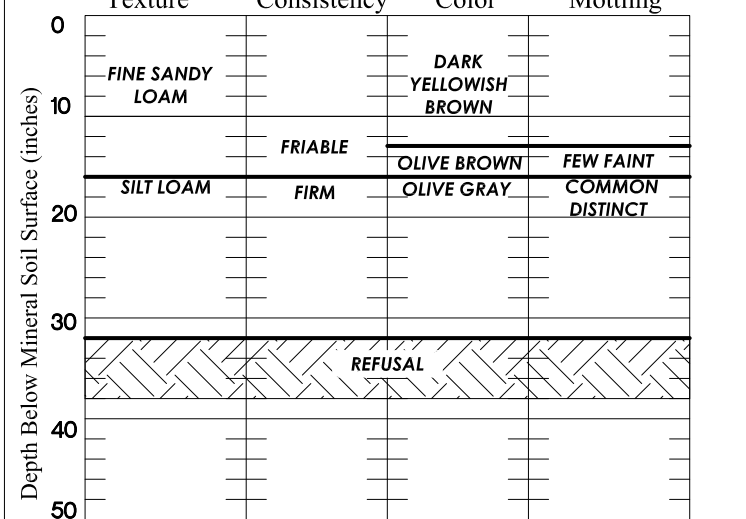 Texture Consistency Color Mottling
Depth Below Mineral Soil Surface (inches)
0
FINE SANDY
LOAM
DARK
YELLOWISH
BROWN
10
FRIABLE
OLIVE BROWN
FEW FAINT
SILT LOAM
FIRM
OLIVE GRAY
COMMON
DISTINCT
20
30
REFUSAL
40
50